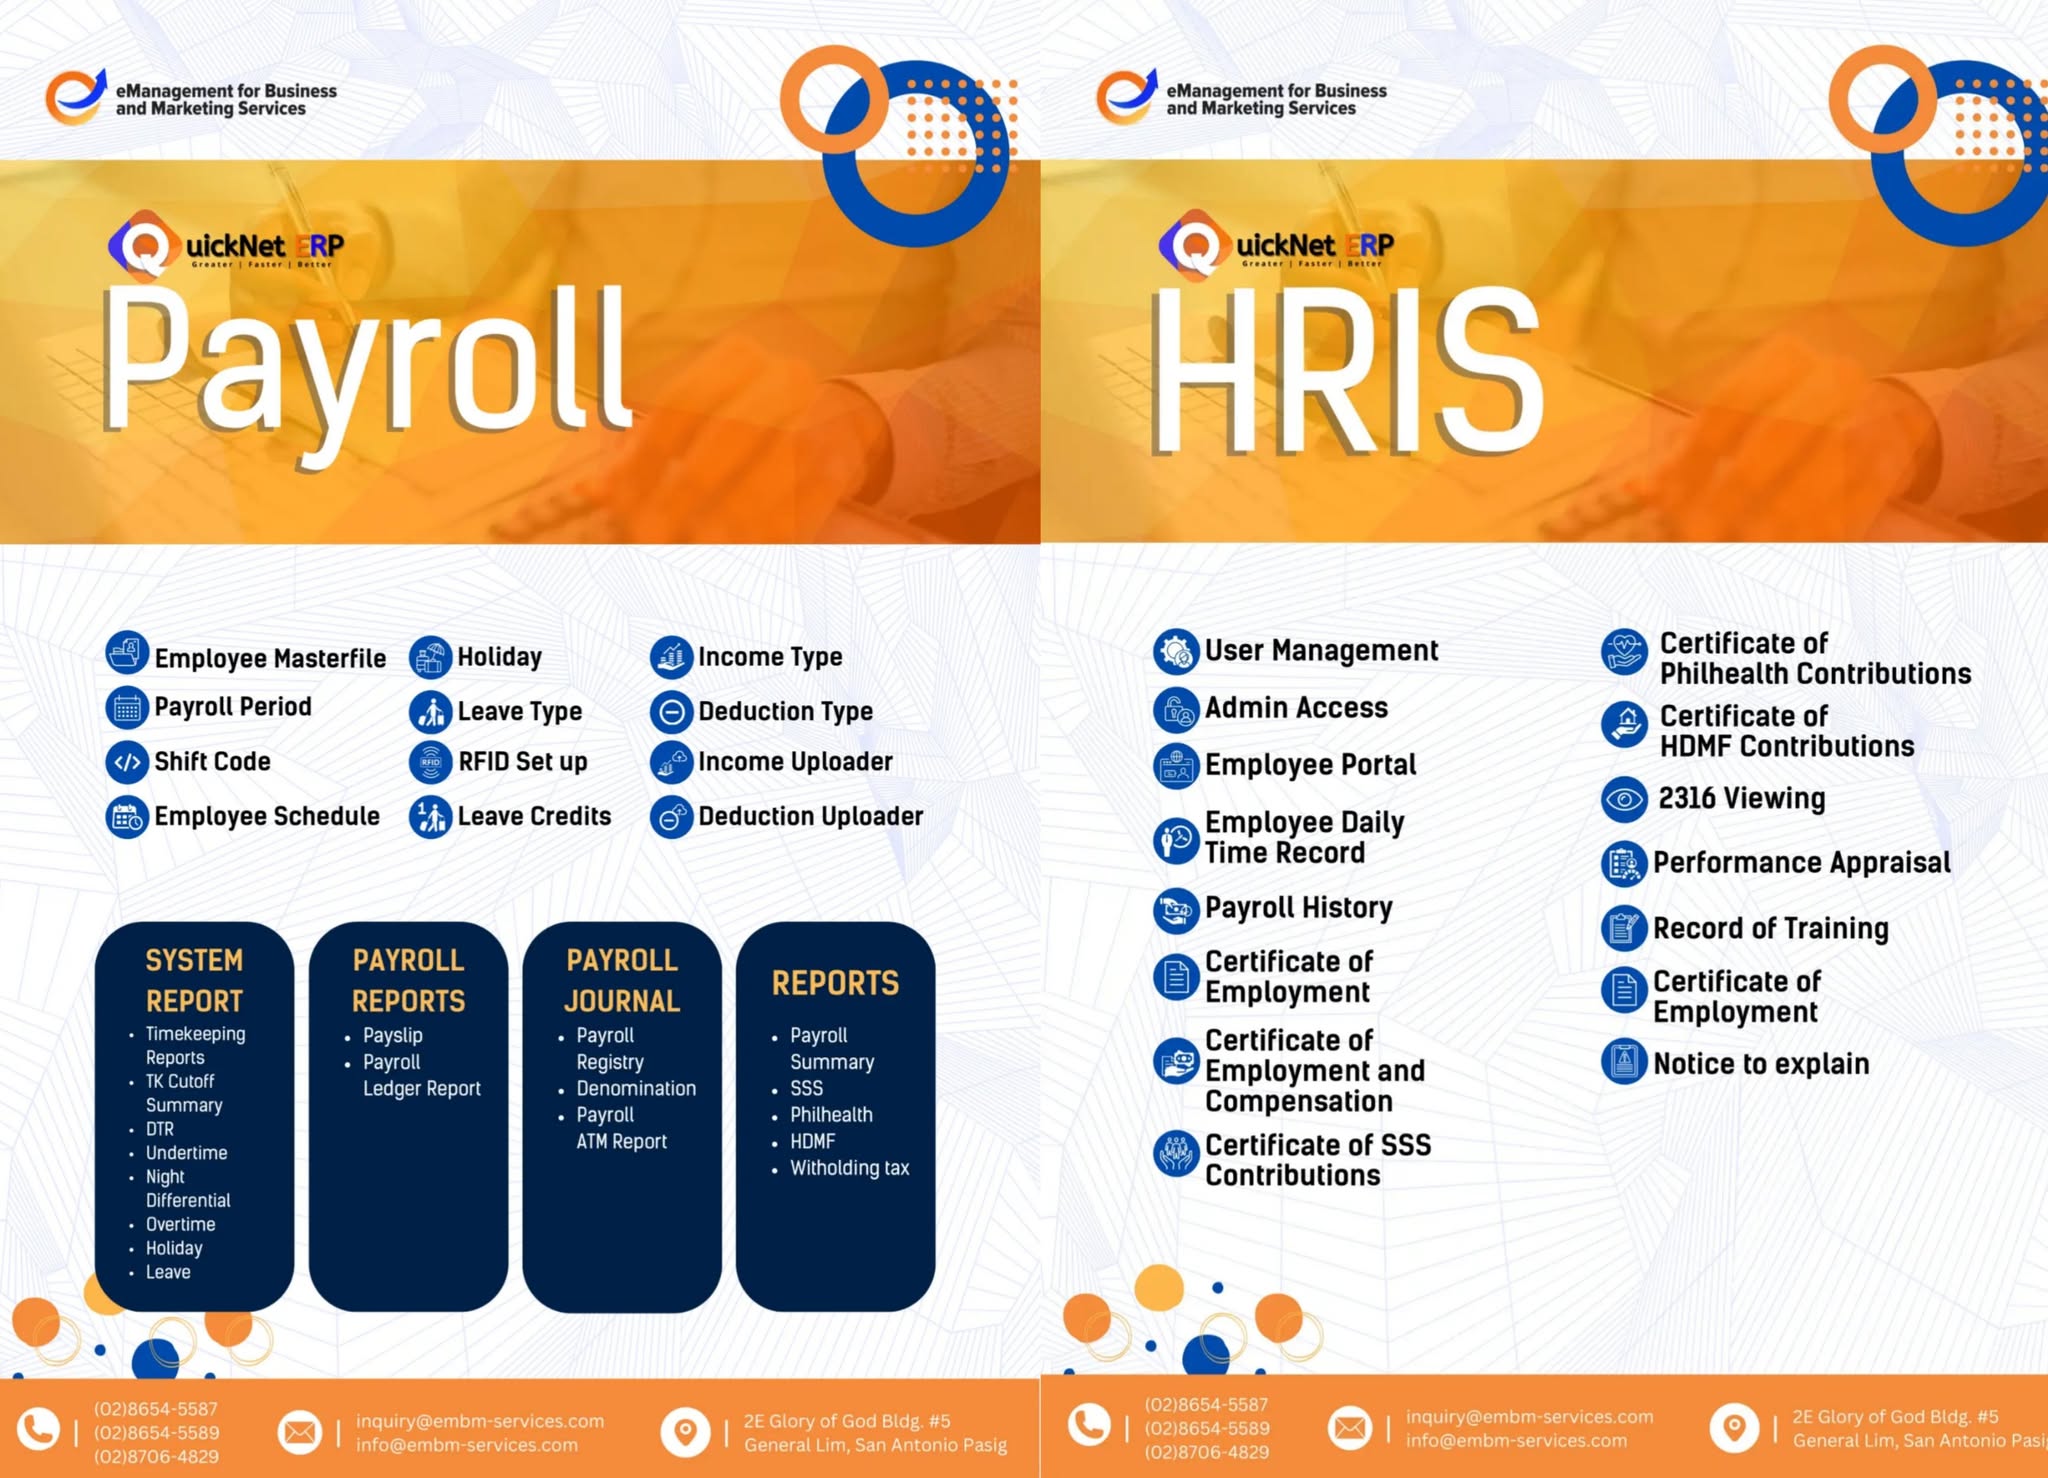 eManagement for Business
and Marketing Services
QuickNet ERP
Greater | Faster | Better
Payroll
Employee Masterfile
Payroll Period
Shift Code
Employee Schedule
Holiday
Leave Type
RFID
RFID Set up
1
Leave Credits
Income Type
Deduction Type
Income Uploader
Deduction Uploader
SYSTEM
REPORT
• Timekeeping
Reports
• TK Cutoff
Summary
• DTR
• Undertime
• Night
Differential
• Overtime
• Holiday
• Leave
PAYROLL
REPORTS
• Payslip
• Payroll
Ledger Report
PAYROLL
JOURNAL
• Payroll
Registry
• Denomination
• Payroll
ATM Report
REPORTS
• Payroll
Summary
• SSS
• Philhealth
• HDMF
• Witholding tax
(02)8654-5587
(02)8654-5589
(02)8706-4829
inquiry@embm-services.com
info@embm-services.com
2E Glory of God Bldg. #5
General Lim, San Antonio Pasig
eManagement for Business
and Marketing Services
QuickNet ERP
Greater | Faster | Better
HRIS
User Management
Admin Access
Employee Portal
Employee Daily
Time Record
Payroll History
Certificate of
Employment
Certificate of
Employment and
Compensation
Certificate of SSS
Contributions
Certificate of
Philhealth Contributions
Certificate of
HDMF Contributions
2316 Viewing
Performance Appraisal
Record of Training
Certificate of
Employment
Notice to explain
(02)8654-5587
(02)8654-5589
(02)8706-4829
inquiry@embm-services.com
info@embm-services.com
2E Glory of God Bldg. #5
General Lim, San Antonio Pasig